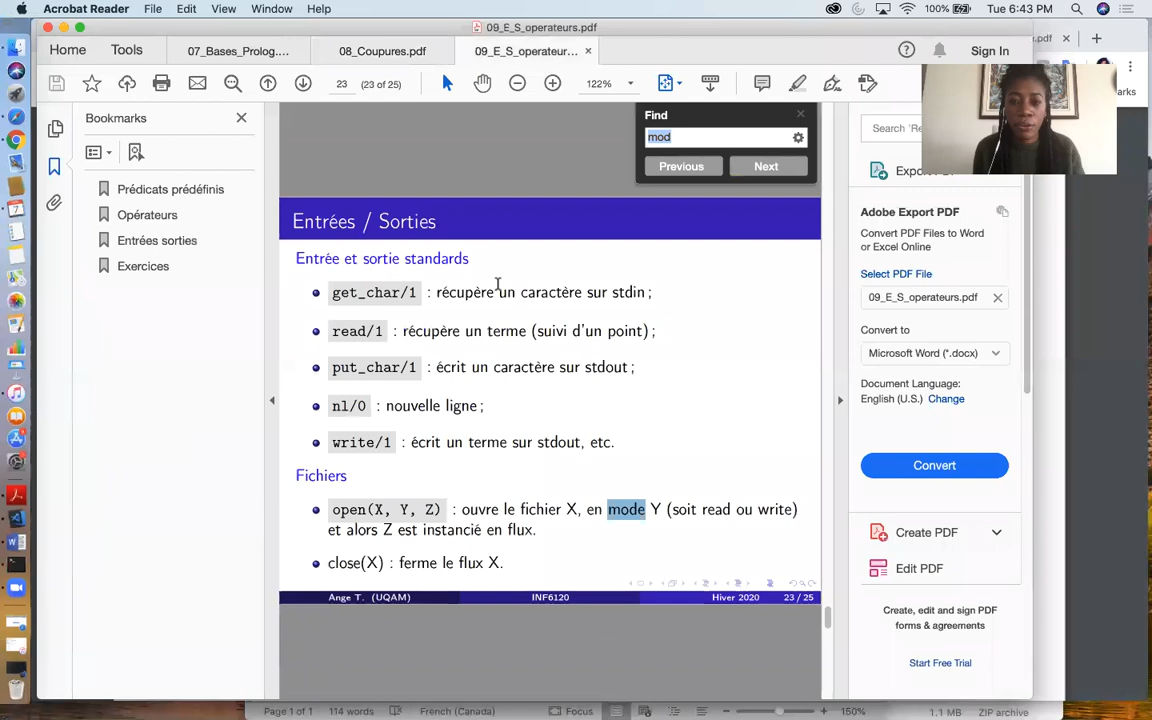 Acrobat Reader File Edit View Window Help 100% Tue 6:43 PM
09_E_S_operateurs.pdf
Home Tools 07_Bases_Prolog.... 08_Coupures.pdf 09_E_S_operateur... × Sign In
23 (23 of 25) 122%
Bookmarks
Prédicats prédéfinis
Opérateurs
Entrées sorties
Exercices
Find
mod
Previous Next
Entrées / Sorties
Entrée et sortie standards
get_char/1 : récupère un caractère sur stdin ;
read/1 : récupère un terme (suivi d'un point) ;
put_char/1 : écrit un caractère sur stdout ;
nl/0 : nouvelle ligne ;
write/1 : écrit un terme sur stdout, etc.
Fichiers
open(X, Y, Z) : ouvre le fichier X, en mode Y (soit read ou write)
et alors Z est instancié en flux.
close(X) : ferme le flux X.
Ange T. (UQAM) INF6120 Hiver 2020 23 / 25
Adobe Export PDF
Convert PDF Files to Word
or Excel Online
Select PDF File
09_E_S_operateurs.pdf
Convert to
Microsoft Word (*.docx)
Document Language:
English (U.S.) Change
Convert
Create PDF
Edit PDF
Create, edit and sign PDF
forms & agreements
Start Free Trial
Page 1 of 1 114 words French (Canada) Focus 150%
1.1 MB ZIP archive